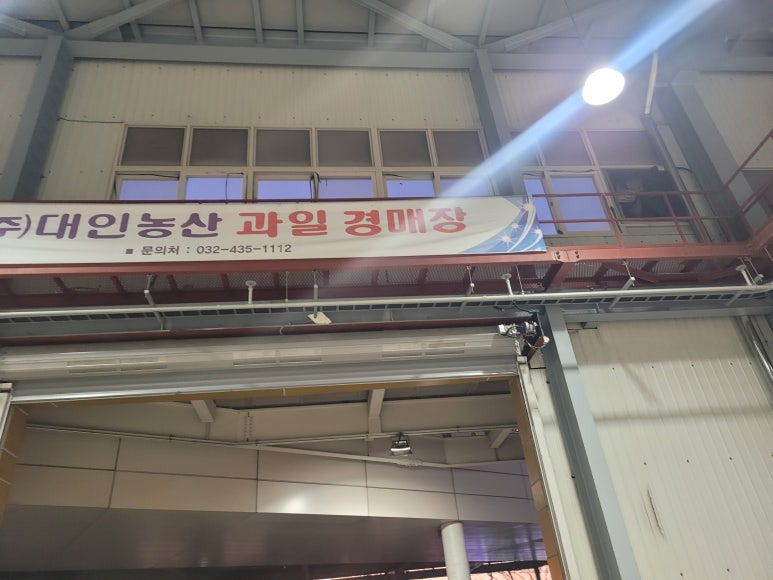 주)대인농산 과일 경매장
■ 문의처 : 032-435-1112